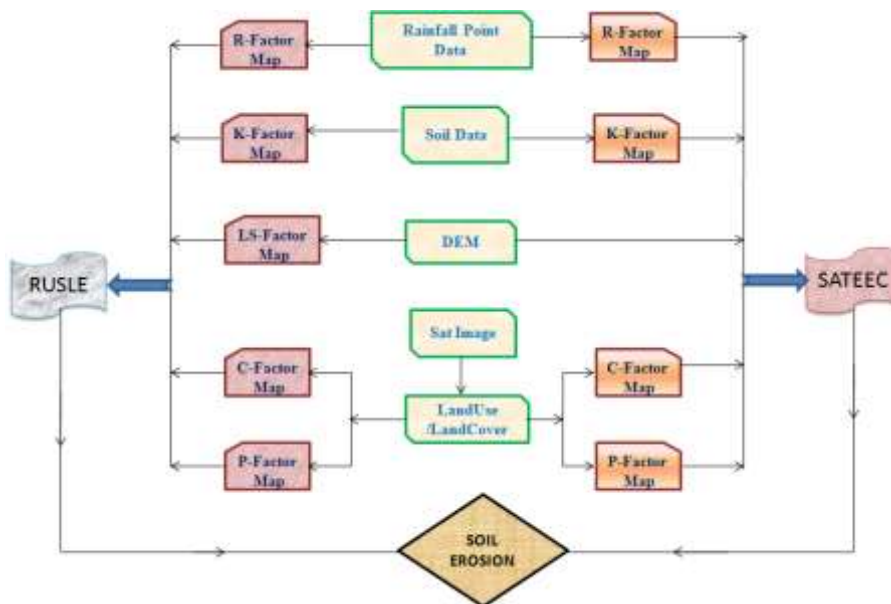 Rainfall Point
Data
R-Factor
Map
R-Factor
Map
K-Factor
Map
Soil Data
K-Factor
Map
LS-Factor
Map
DEM
RUSLE
SATEEC
Sat Image
C-Factor
Map
C-Factor
Map
LandUse
/LandCover
P-Factor
Map
P-Factor
Map
SOIL
EROSION